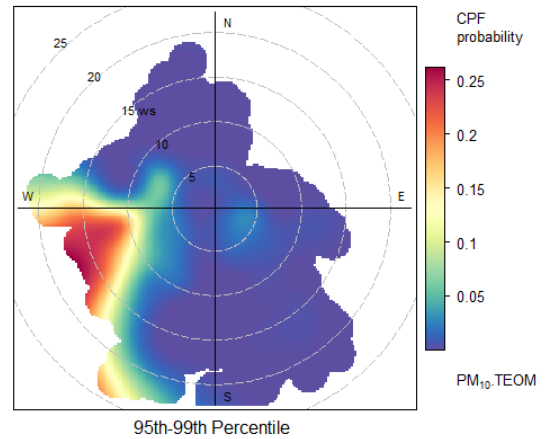 CPF
probability
25
N
20
15 ws
10
5
W
E
S
0.25
0.2
0.15
0.1
0.05
PM₁₀.TEOM
95th-99th Percentile